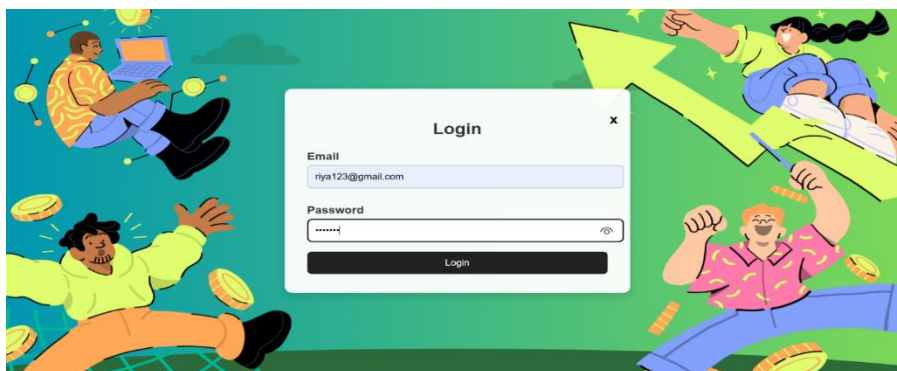 Login
x
Email
riya123@gmail.com
Password
•••••••
Login